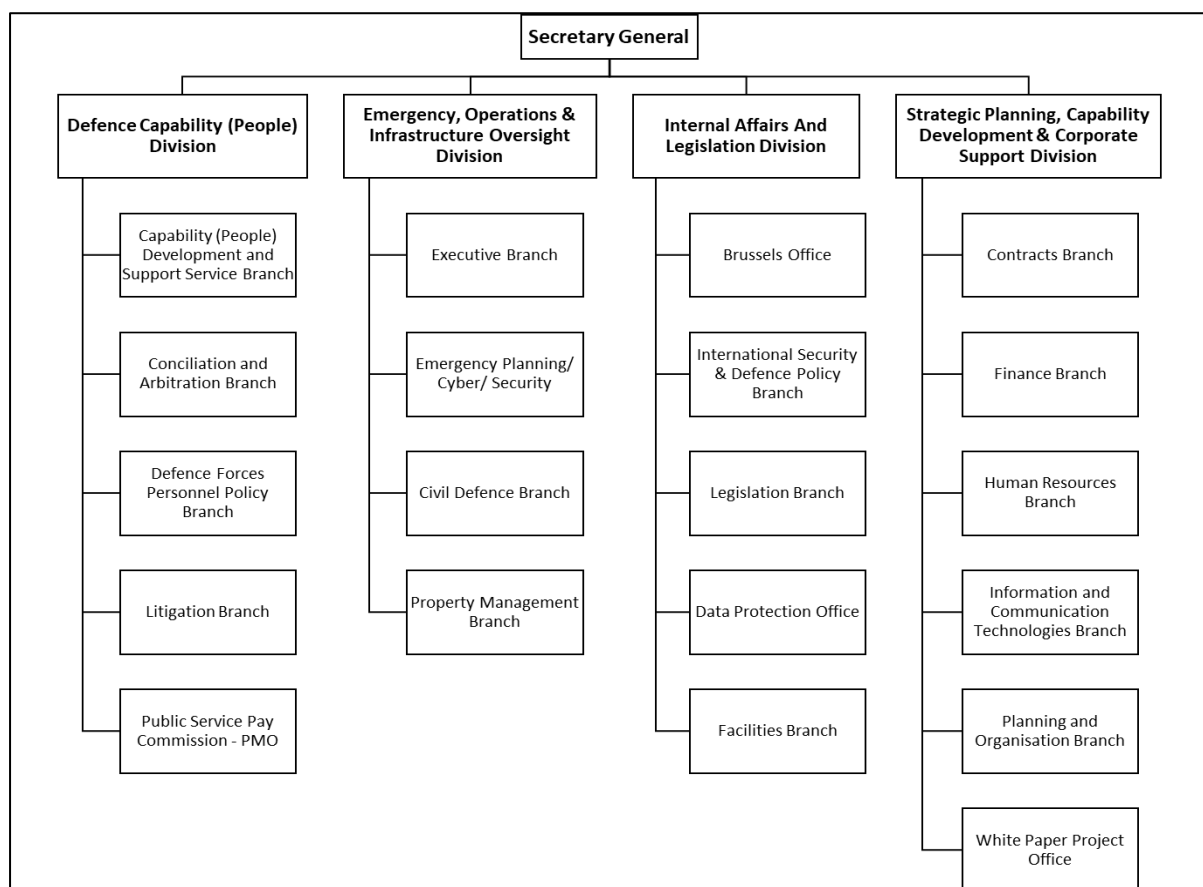 Secretary General
Defence Capability (People)
Division
Emergency, Operations &
Infrastructure Oversight
Division
Internal Affairs And
Legislation Division
Strategic Planning, Capability
Development & Corporate
Support Division
Capability (People)
Development and
Support Service Branch
Conciliation and
Arbitration Branch
Defence Forces
Personnel Policy
Branch
Litigation Branch
Public Service Pay
Commission - PMO
Executive Branch
Emergency Planning/
Cyber/ Security
Civil Defence Branch
Property Management
Branch
Brussels Office
International Security
& Defence Policy
Branch
Legislation Branch
Data Protection Office
Facilities Branch
Contracts Branch
Finance Branch
Human Resources
Branch
Information and
Communication
Technologies Branch
Planning and
Organisation Branch
White Paper Project
Office